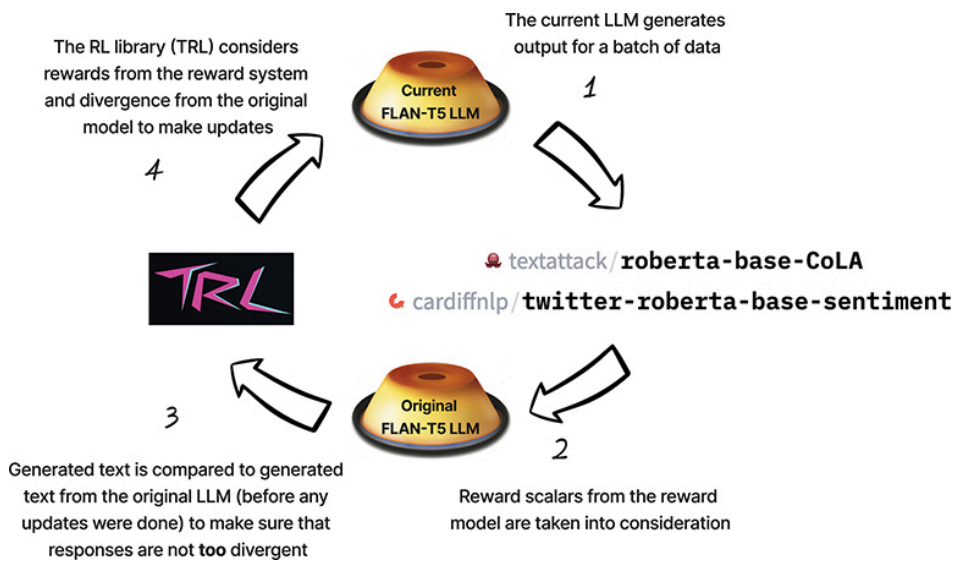 The current LLM generates
output for a batch of data
1
The RL library (TRL) considers
rewards from the reward system
and divergence from the original
model to make updates
4
Current
FLAN-T5 LLM
textattack/roberta-base-CoLA
cardiffnlp/twitter-roberta-base-sentiment
TRL
Original
FLAN-T5 LLM
2
Reward scalars from the reward
model are taken into consideration
3
Generated text is compared to generated
text from the original LLM (before any
updates were done) to make sure that
responses are not too divergent